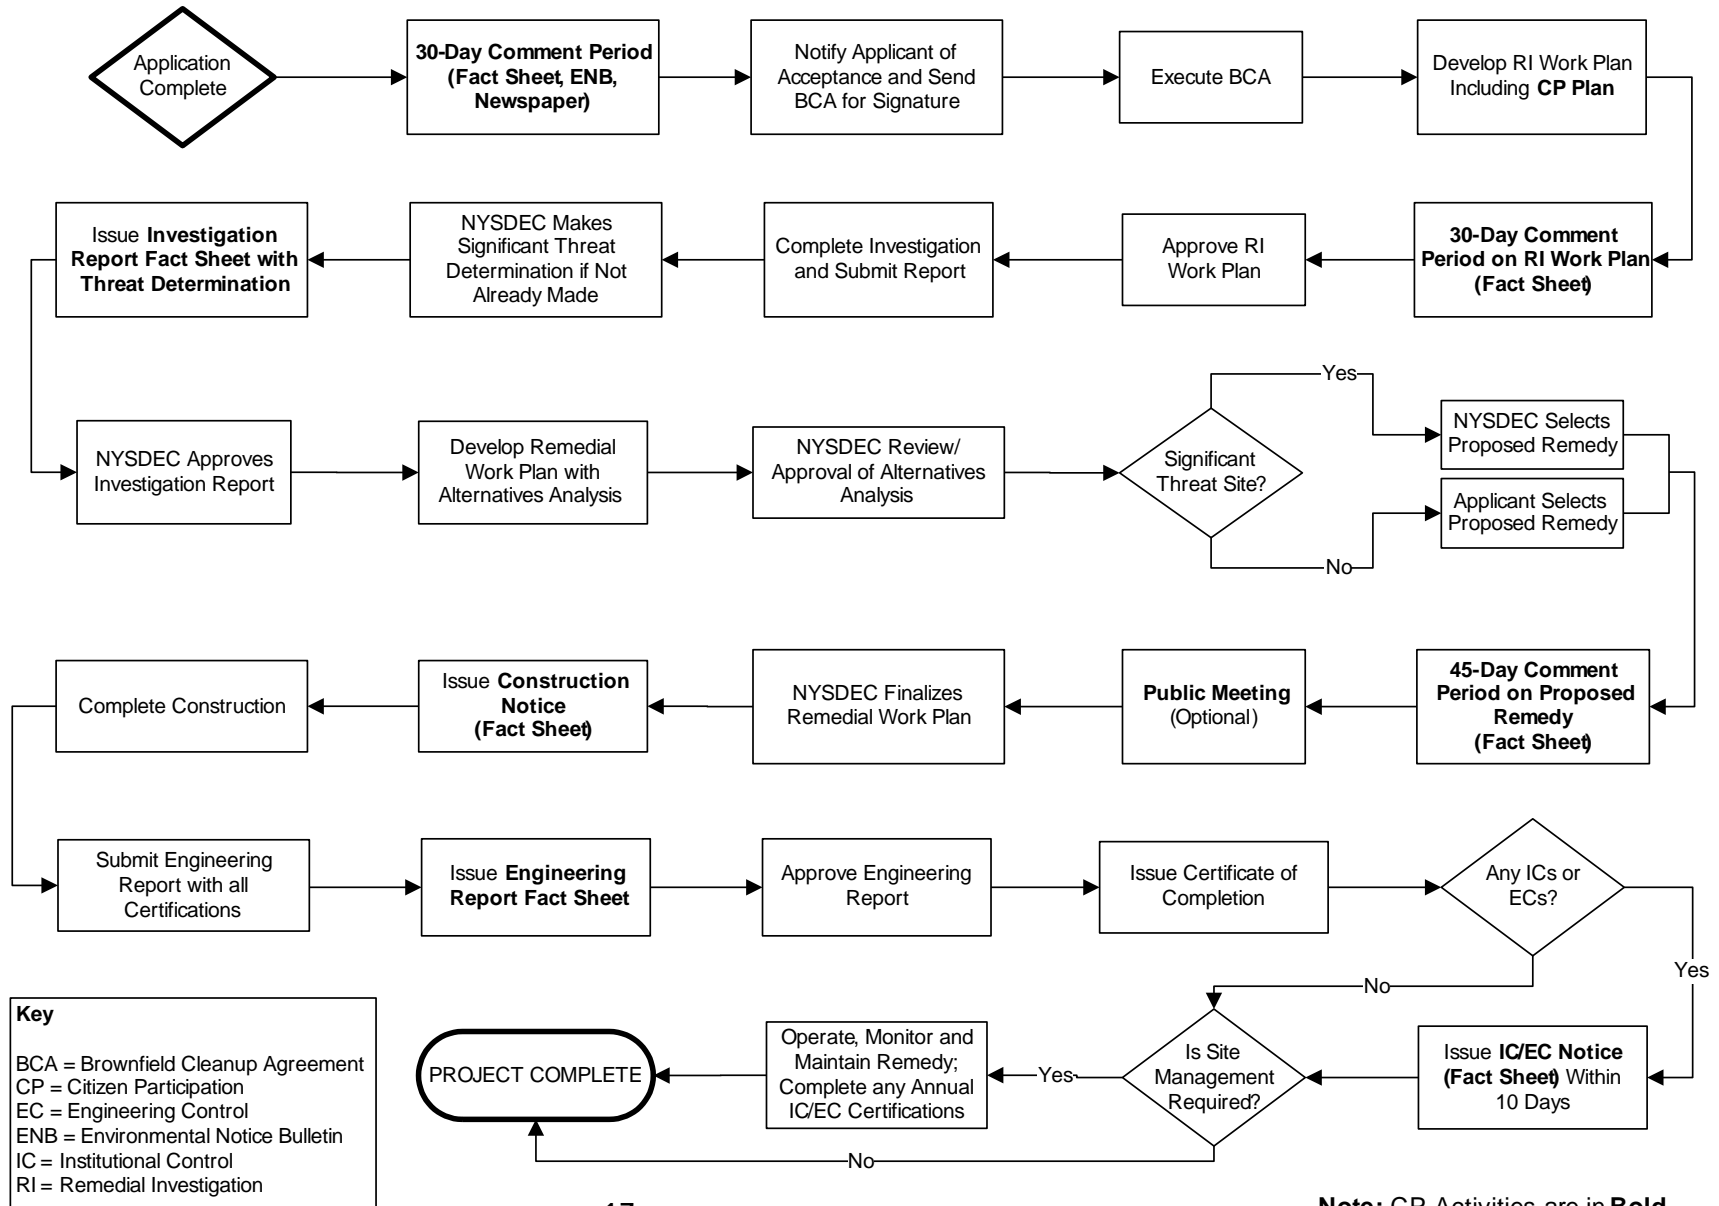 Application
Complete
30-Day Comment Period
(Fact Sheet, ENB,
Newspaper)
Notify Applicant of
Acceptance and Send
BCA for Signature
Execute BCA
Develop RI Work Plan
Including CP Plan
Issue Investigation
Report Fact Sheet with
Threat Determination
NYSDEC Makes
Significant Threat
Determination if Not
Already Made
Complete Investigation
and Submit Report
Approve RI
Work Plan
30-Day Comment
Period on RI Work Plan
(Fact Sheet)
NYSDEC Approves
Investigation Report
Develop Remedial
Work Plan with
Alternatives Analysis
NYSDEC Review/
Approval of Alternatives
Analysis
Significant
Threat Site?
Yes
No
NYSDEC Selects
Proposed Remedy
Applicant Selects
Proposed Remedy
Complete Construction
Issue Construction
Notice
(Fact Sheet)
NYSDEC Finalizes
Remedial Work Plan
Public Meeting
(Optional)
45-Day Comment
Period on Proposed
Remedy
(Fact Sheet)
Submit Engineering
Report with all
Certifications
Issue Engineering
Report Fact Sheet
Approve Engineering
Report
Issue Certificate of
Completion
Any ICs or
ECs?
Yes
No
Key
BCA = Brownfield Cleanup Agreement
CP = Citizen Participation
EC = Engineering Control
ENB = Environmental Notice Bulletin
IC = Institutional Control
RI = Remedial Investigation
PROJECT COMPLETE
Operate, Monitor and
Maintain Remedy;
Complete any Annual
IC/EC Certifications
Yes
Is Site
Management
Required?
Issue IC/EC Notice
(Fact Sheet) Within
10 Days
No
17
Note: CP Activities are in Bold